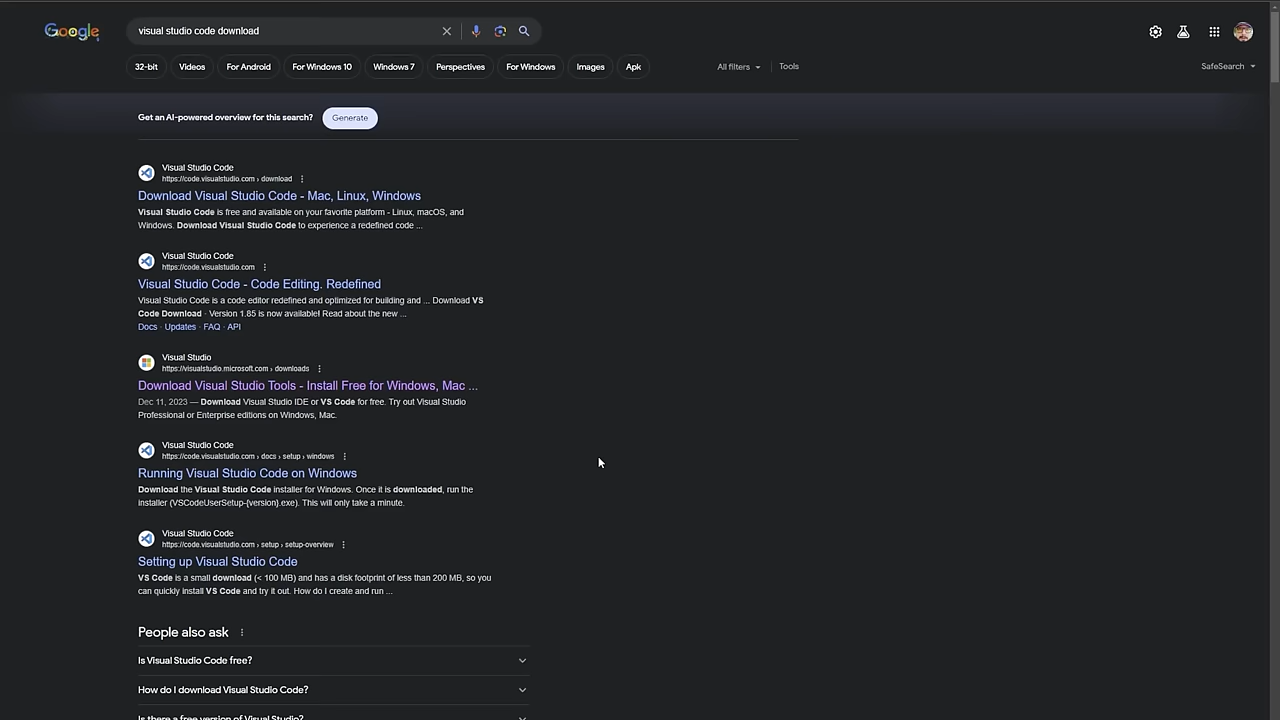 Google
visual studio code download
32-bit
Videos
For Android
For Windows 10
Windows 7
Perspectives
For Windows
Images
Apk
All filters
Tools
SafeSearch
Get an AI-powered overview for this search?
Generate
Visual Studio Code
https://code.visualstudio.com › download
Download Visual Studio Code - Mac, Linux, Windows
Visual Studio Code is free and available on your favorite platform - Linux, macOS, and
Windows. Download Visual Studio Code to experience a redefined code ...
Visual Studio Code
https://code.visualstudio.com
Visual Studio Code - Code Editing. Redefined
Visual Studio Code is a code editor redefined and optimized for building and ... Download VS
Code Download · Version 1.85 is now available! Read about the new ...
Docs · Updates · FAQ · API
Visual Studio
https://visualstudio.microsoft.com › downloads
Download Visual Studio Tools - Install Free for Windows, Mac ...
Dec 11, 2023 — Download Visual Studio IDE or VS Code for free. Try out Visual Studio
Professional or Enterprise editions on Windows, Mac.
Visual Studio Code
https://code.visualstudio.com › docs › setup › windows
Running Visual Studio Code on Windows
Download the Visual Studio Code installer for Windows. Once it is downloaded, run the
installer (VSCodeUserSetup-{version}.exe). This will only take a minute.
Visual Studio Code
https://code.visualstudio.com › setup › setup-overview
Setting up Visual Studio Code
VS Code is a small download (< 100 MB) and has a disk footprint of less than 200 MB, so you
can quickly install VS Code and try it out. How do I create and run ...
People also ask
Is Visual Studio Code free?
How do I download Visual Studio Code?
Is there a free version of Visual Studio?